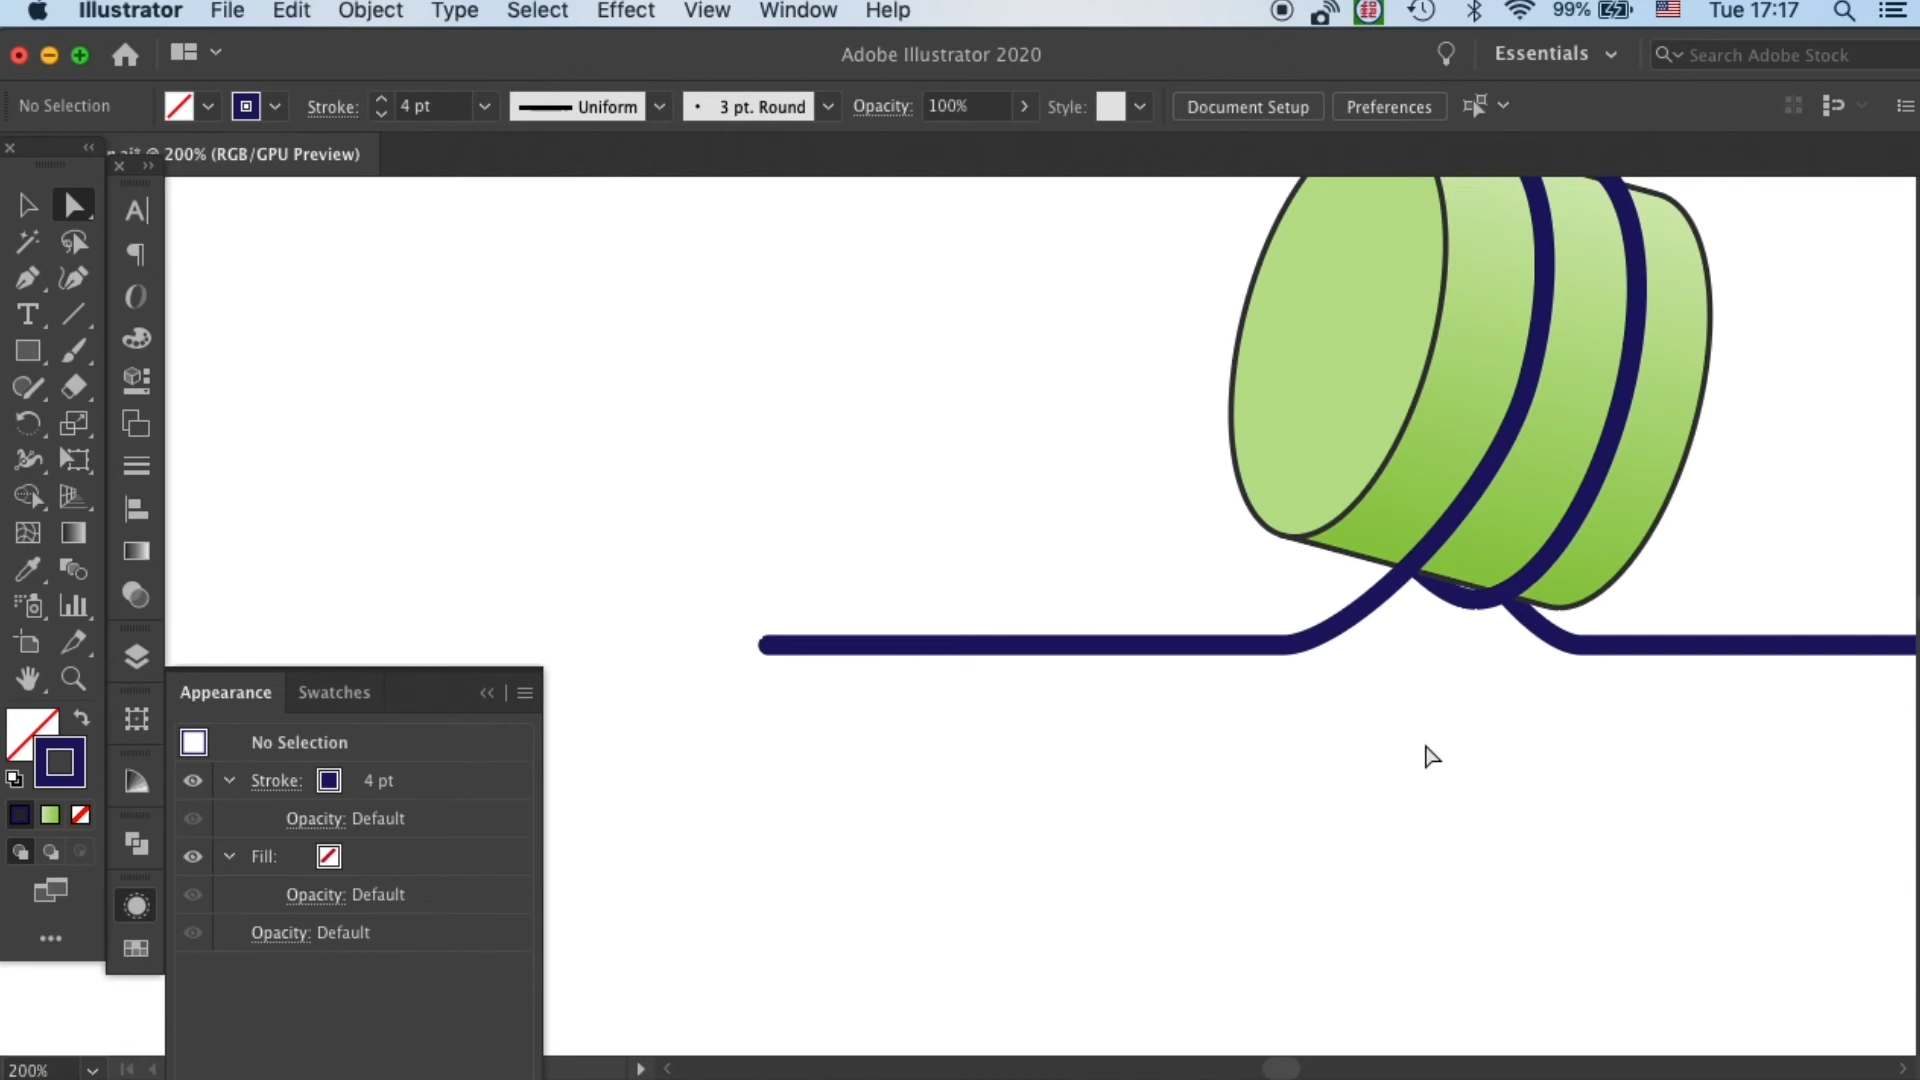 Illustrator File Edit Object Type Select Effect View Window Help 99% Tue 17:17
Adobe Illustrator 2020 Essentials Search Adobe Stock
No Selection Stroke: 4 pt Uniform 3 pt. Round Opacity: 100% Style: Document Setup Preferences
200% (RGB/GPU Preview)
Appearance Swatches
No Selection
Stroke: 4 pt
Opacity: Default
Fill:
Opacity: Default
Opacity: Default
200%